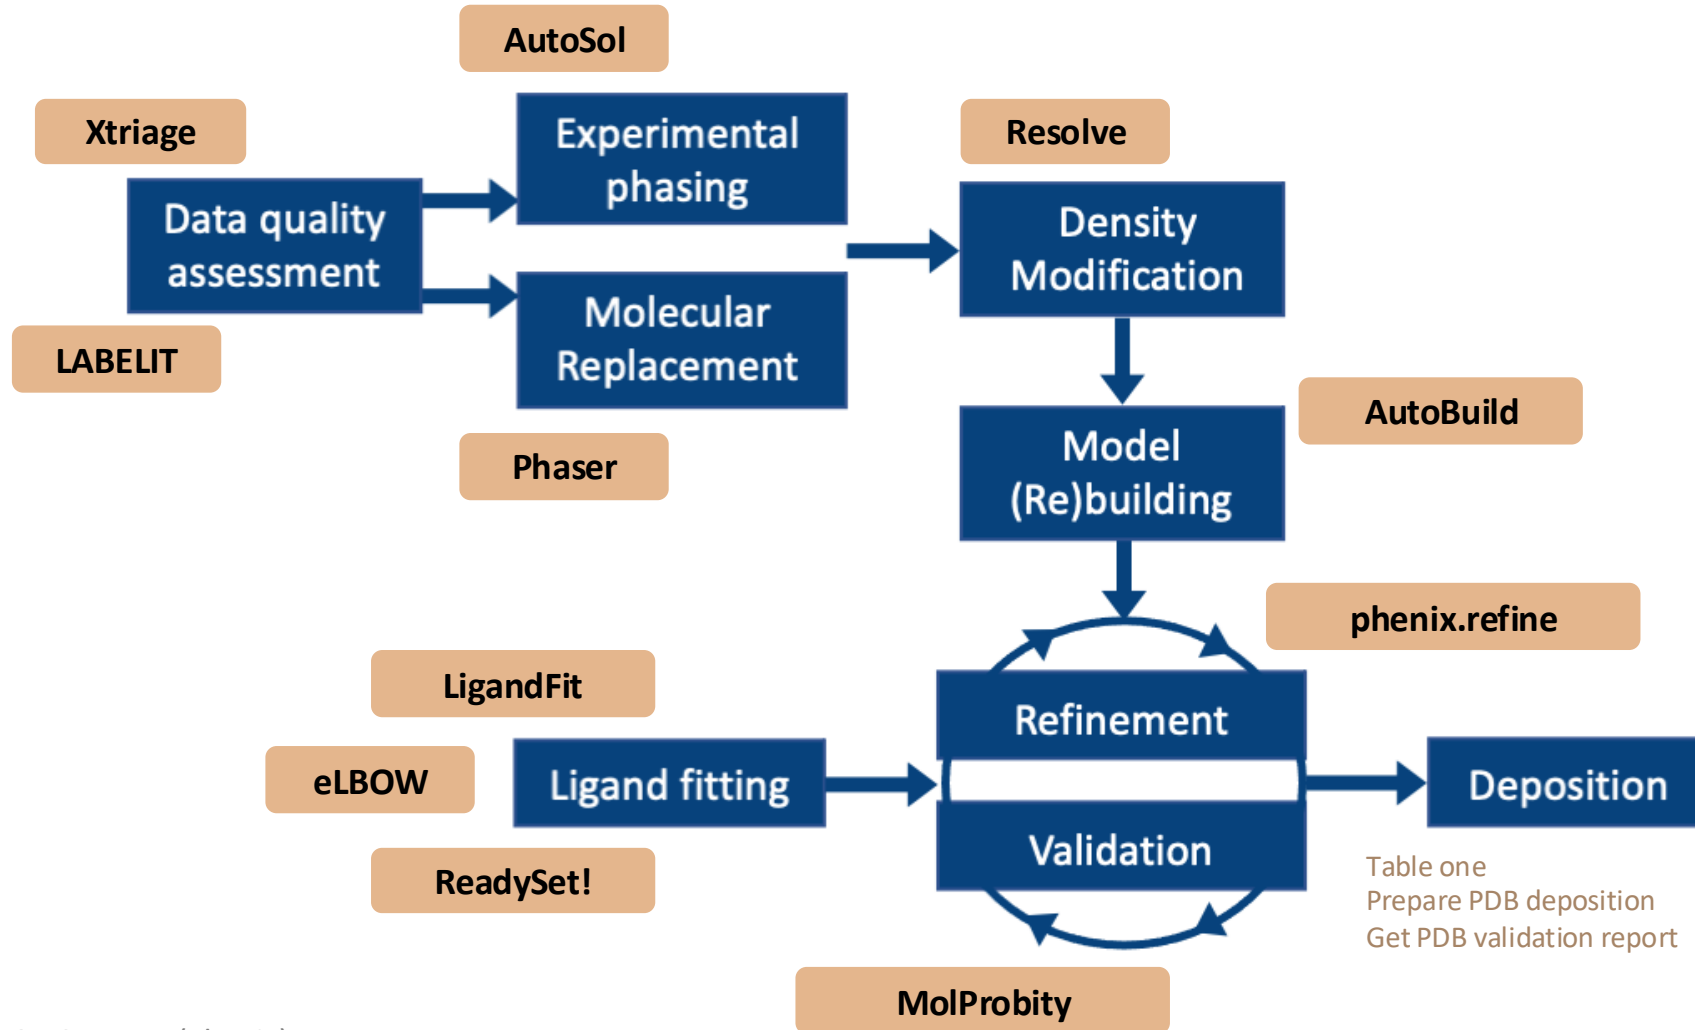 AutoSol
Xtriage
Experimental
phasing
Resolve
Data quality
assessment
Density
Modification
Molecular
Replacement
LABELIT
AutoBuild
Phaser
Model
(Re)building
phenix.refine
LigandFit
Refinement
eLBOW
Ligand fitting
Deposition
Validation
ReadySet!
Table one
Prepare PDB deposition
Get PDB validation report
MolProbity